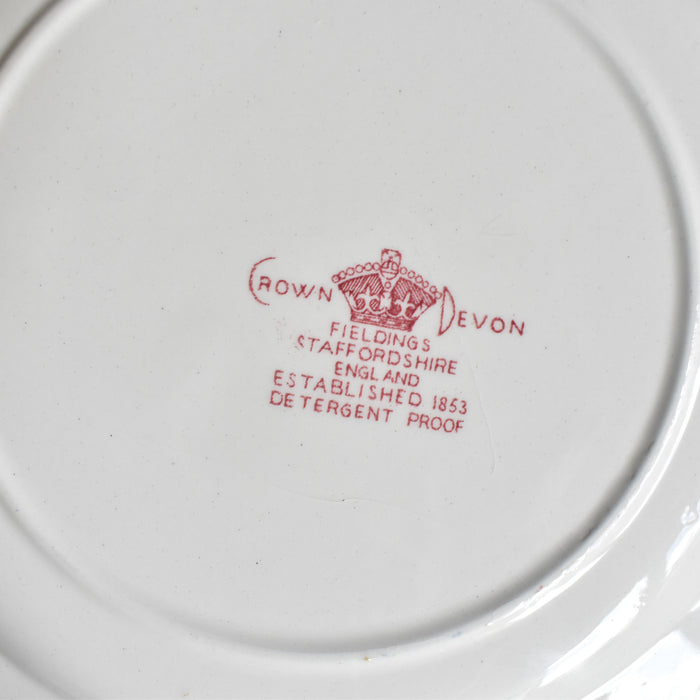 CROWN DEVON
FIELDINGS
STAFFORDSHIRE
ENGLAND
ESTABLISHED 1853
DETERGENT PROOF